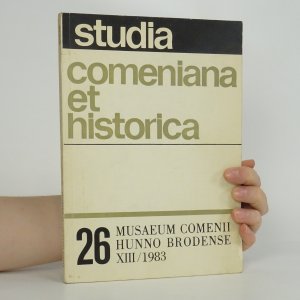 studia
comeniana
et
historica
26 MUSAEUM COMENII
HUNNO BRODENSE
XIII/1983